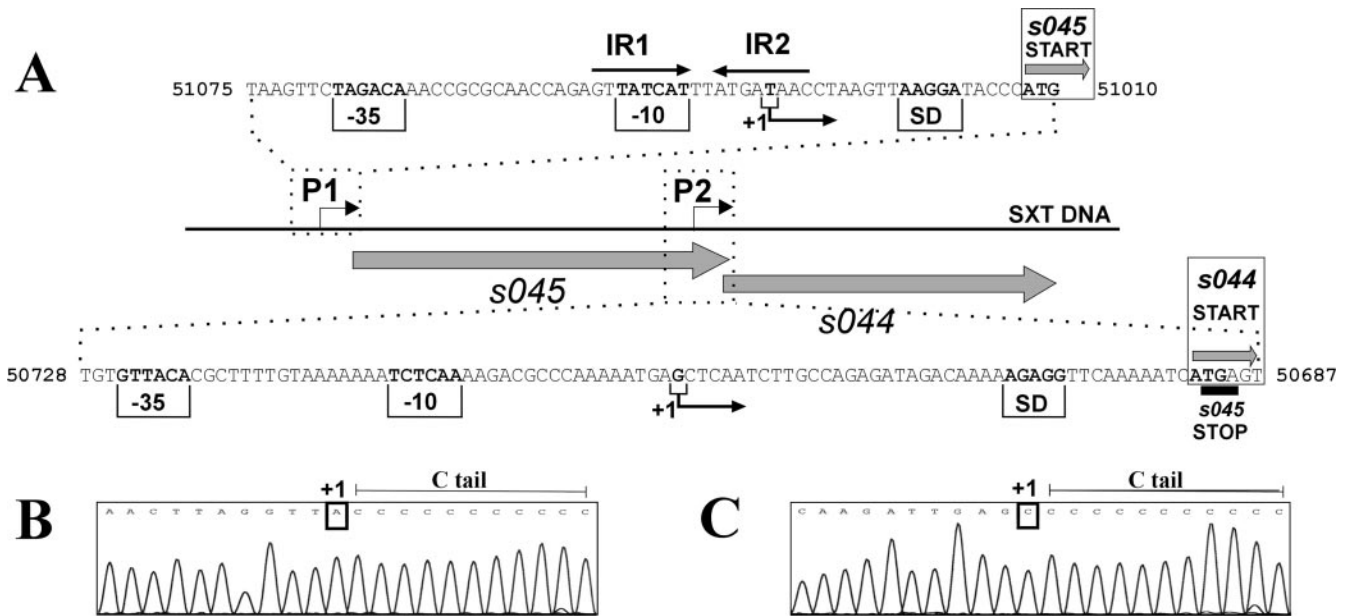 A
s045
START
IR1 IR2
51075 TAAGTTCTAGACAAACCGCGCAACCAGAGTTATCATTTATGATAACCTAAGTTAAGGATACCCATG 51010
-35 -10 +1 SD
P1 P2
SXT DNA
s045
s044
s044
START
50728 TGTGTTACACGCTTTTGTAAAAAAATCTCAAAAGACGCCCAAAAATGAGCTCAATCTTGCCAGAGATAGACAAAAAGAGGTTCAAAAATCATGAGT 50687
-35 -10 +1 SD
s045
STOP
B
+1 C tail
A A C T T A G G T T A C C C C C C C C C C
C
+1 C tail
C A A G A T T G A G C C C C C C C C C C C